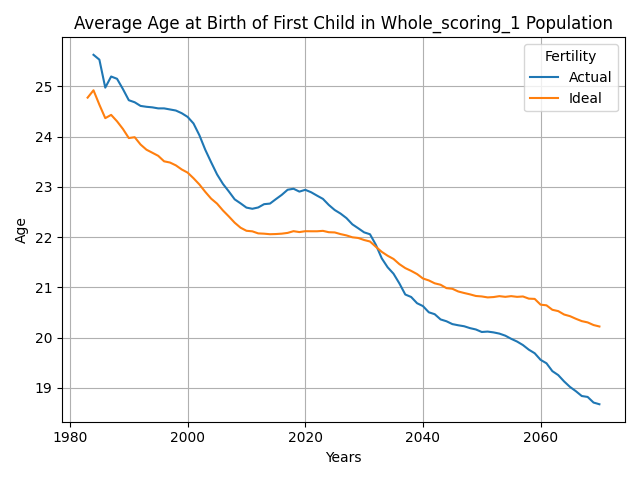 Average Age at Birth of First Child in Whole_scoring_1 Population
Fertility
Actual
Ideal
Age
25
24
23
22
21
20
19
1980
2000
2020
2040
2060
Years